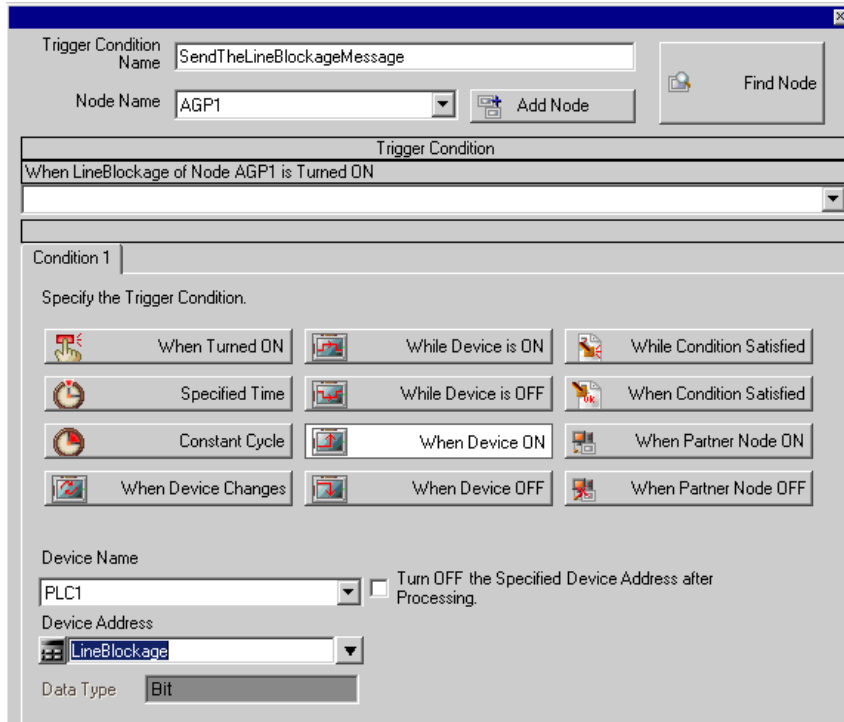 Trigger Condition
Name
SendTheLineBlockageMessage
Find Node
Node Name
AGP1
Add Node
Trigger Condition
When LineBlockage of Node AGP1 is Turned ON
Condition 1
Specify the Trigger Condition.
When Turned ON
While Device is ON
While Condition Satisfied
Specified Time
While Device is OFF
When Condition Satisfied
Constant Cycle
When Device ON
When Partner Node ON
When Device Changes
When Device OFF
When Partner Node OFF
Device Name
PLC1
Turn OFF the Specified Device Address after
Processing.
Device Address
LineBlockage
Data Type
Bit